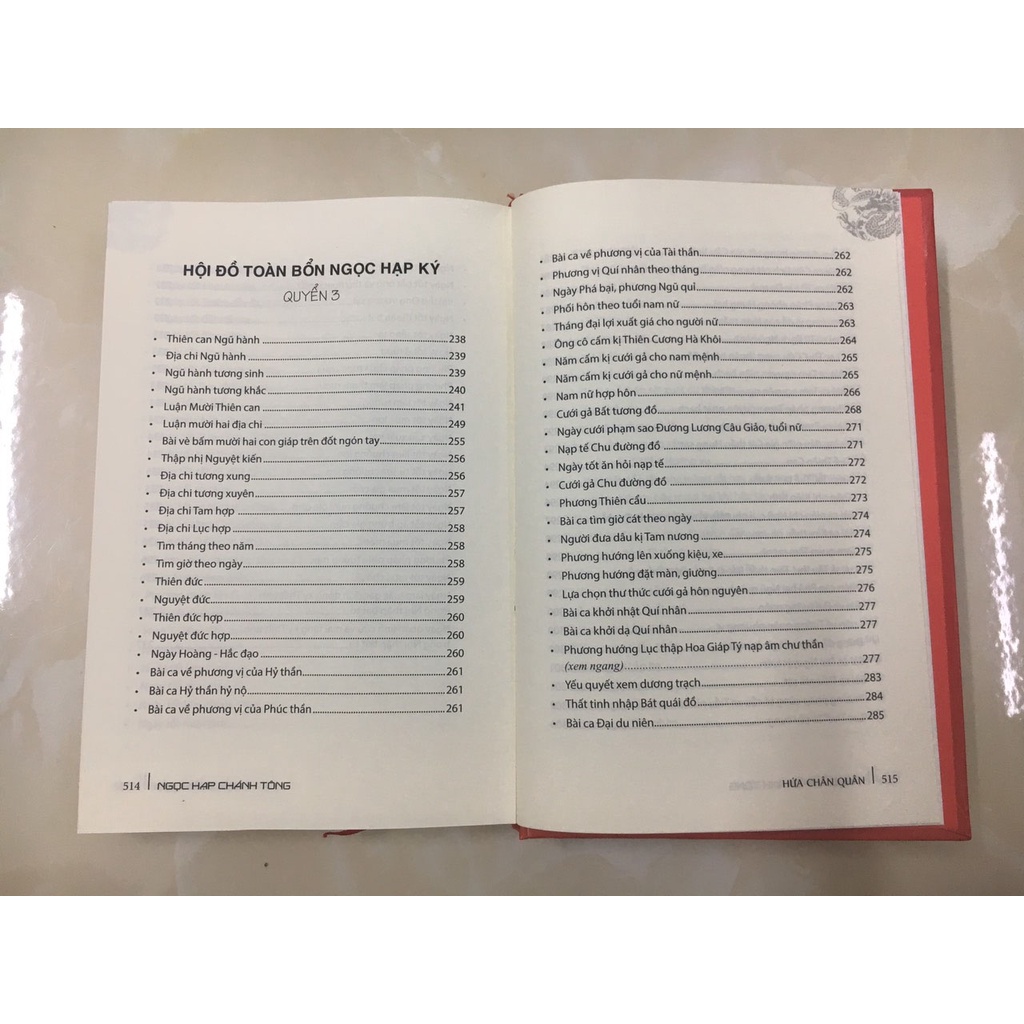 HỘI ĐỒ TOÀN BỔN NGỌC HẠP KÝ
QUYỂN 3
• Thiên can Ngũ hành ........ 238
• Địa chi Ngũ hành ........ 239
• Ngũ hành tương sinh ........ 239
• Ngũ hành tương khắc ........ 240
• Luận Mười Thiên can ........ 241
• Luận mười hai địa chi ........ 249
• Bài vè bấm mười hai con giáp trên đốt ngón tay ........ 255
• Thập nhị Nguyệt kiến ........ 256
• Địa chi tương xung ........ 256
• Địa chi tương xuyên ........ 257
• Địa chi Tam hợp ........ 257
• Địa chi Lục hợp ........ 258
• Tìm tháng theo năm ........ 258
• Tìm giờ theo ngày ........ 258
• Thiên đức ........ 259
• Nguyệt đức ........ 259
• Thiên đức hợp ........ 260
• Nguyệt đức hợp ........ 260
• Ngày Hoàng - Hắc đạo ........ 260
• Bài ca về phương vị của Hỷ thần ........ 261
• Bài ca Hỷ thần hỷ nộ ........ 261
• Bài ca về phương vị của Phúc thần ........ 261
514 | NGỌC HẠP CHÁNH TÔNG
• Bài ca về phương vị của Tài thần ........ 262
• Phương vị Quí nhân theo tháng ........ 262
• Ngày Phá bại, phương Ngũ quỉ ........ 262
• Phối hôn theo tuổi nam nữ ........ 263
• Tháng đại lợi xuất giá cho người nữ ........ 263
• Ông cô cấm kị Thiên Cương Hà Khôi ........ 264
• Năm cấm kị cưới gả cho nam mệnh ........ 265
• Năm cấm kị cưới gả cho nữ mệnh ........ 265
• Nam nữ hợp hôn ........ 266
• Cưới gả Bất tương đồ ........ 268
• Ngày cưới phạm sao Đương Lương Câu Giảo, tuổi nữ ........ 271
• Nạp tế Chu đường đồ ........ 271
• Ngày tốt ăn hỏi nạp tế ........ 272
• Cưới gả Chu đường đồ ........ 272
• Phương Thiên cẩu ........ 273
• Bài ca tìm giờ cát theo ngày ........ 274
• Người đưa dâu kị Tam nương ........ 274
• Phương hướng lên xuống kiệu, xe ........ 275
• Phương hướng đặt màn, giường ........ 275
• Lựa chọn thư thức cưới gả hôn nguyên ........ 276
• Bài ca khởi nhật Quí nhân ........ 277
• Bài ca khởi dạ Quí nhân ........ 277
• Phương hướng Lục thập Hoa Giáp Tý nạp âm chư thần
(xem ngang) ........ 277
• Yếu quyết xem dương trạch ........ 283
• Thất tinh nhập Bát quái đồ ........ 284
• Bài ca Đại du niên ........ 285
HỨA CHÂN QUÂN | 515